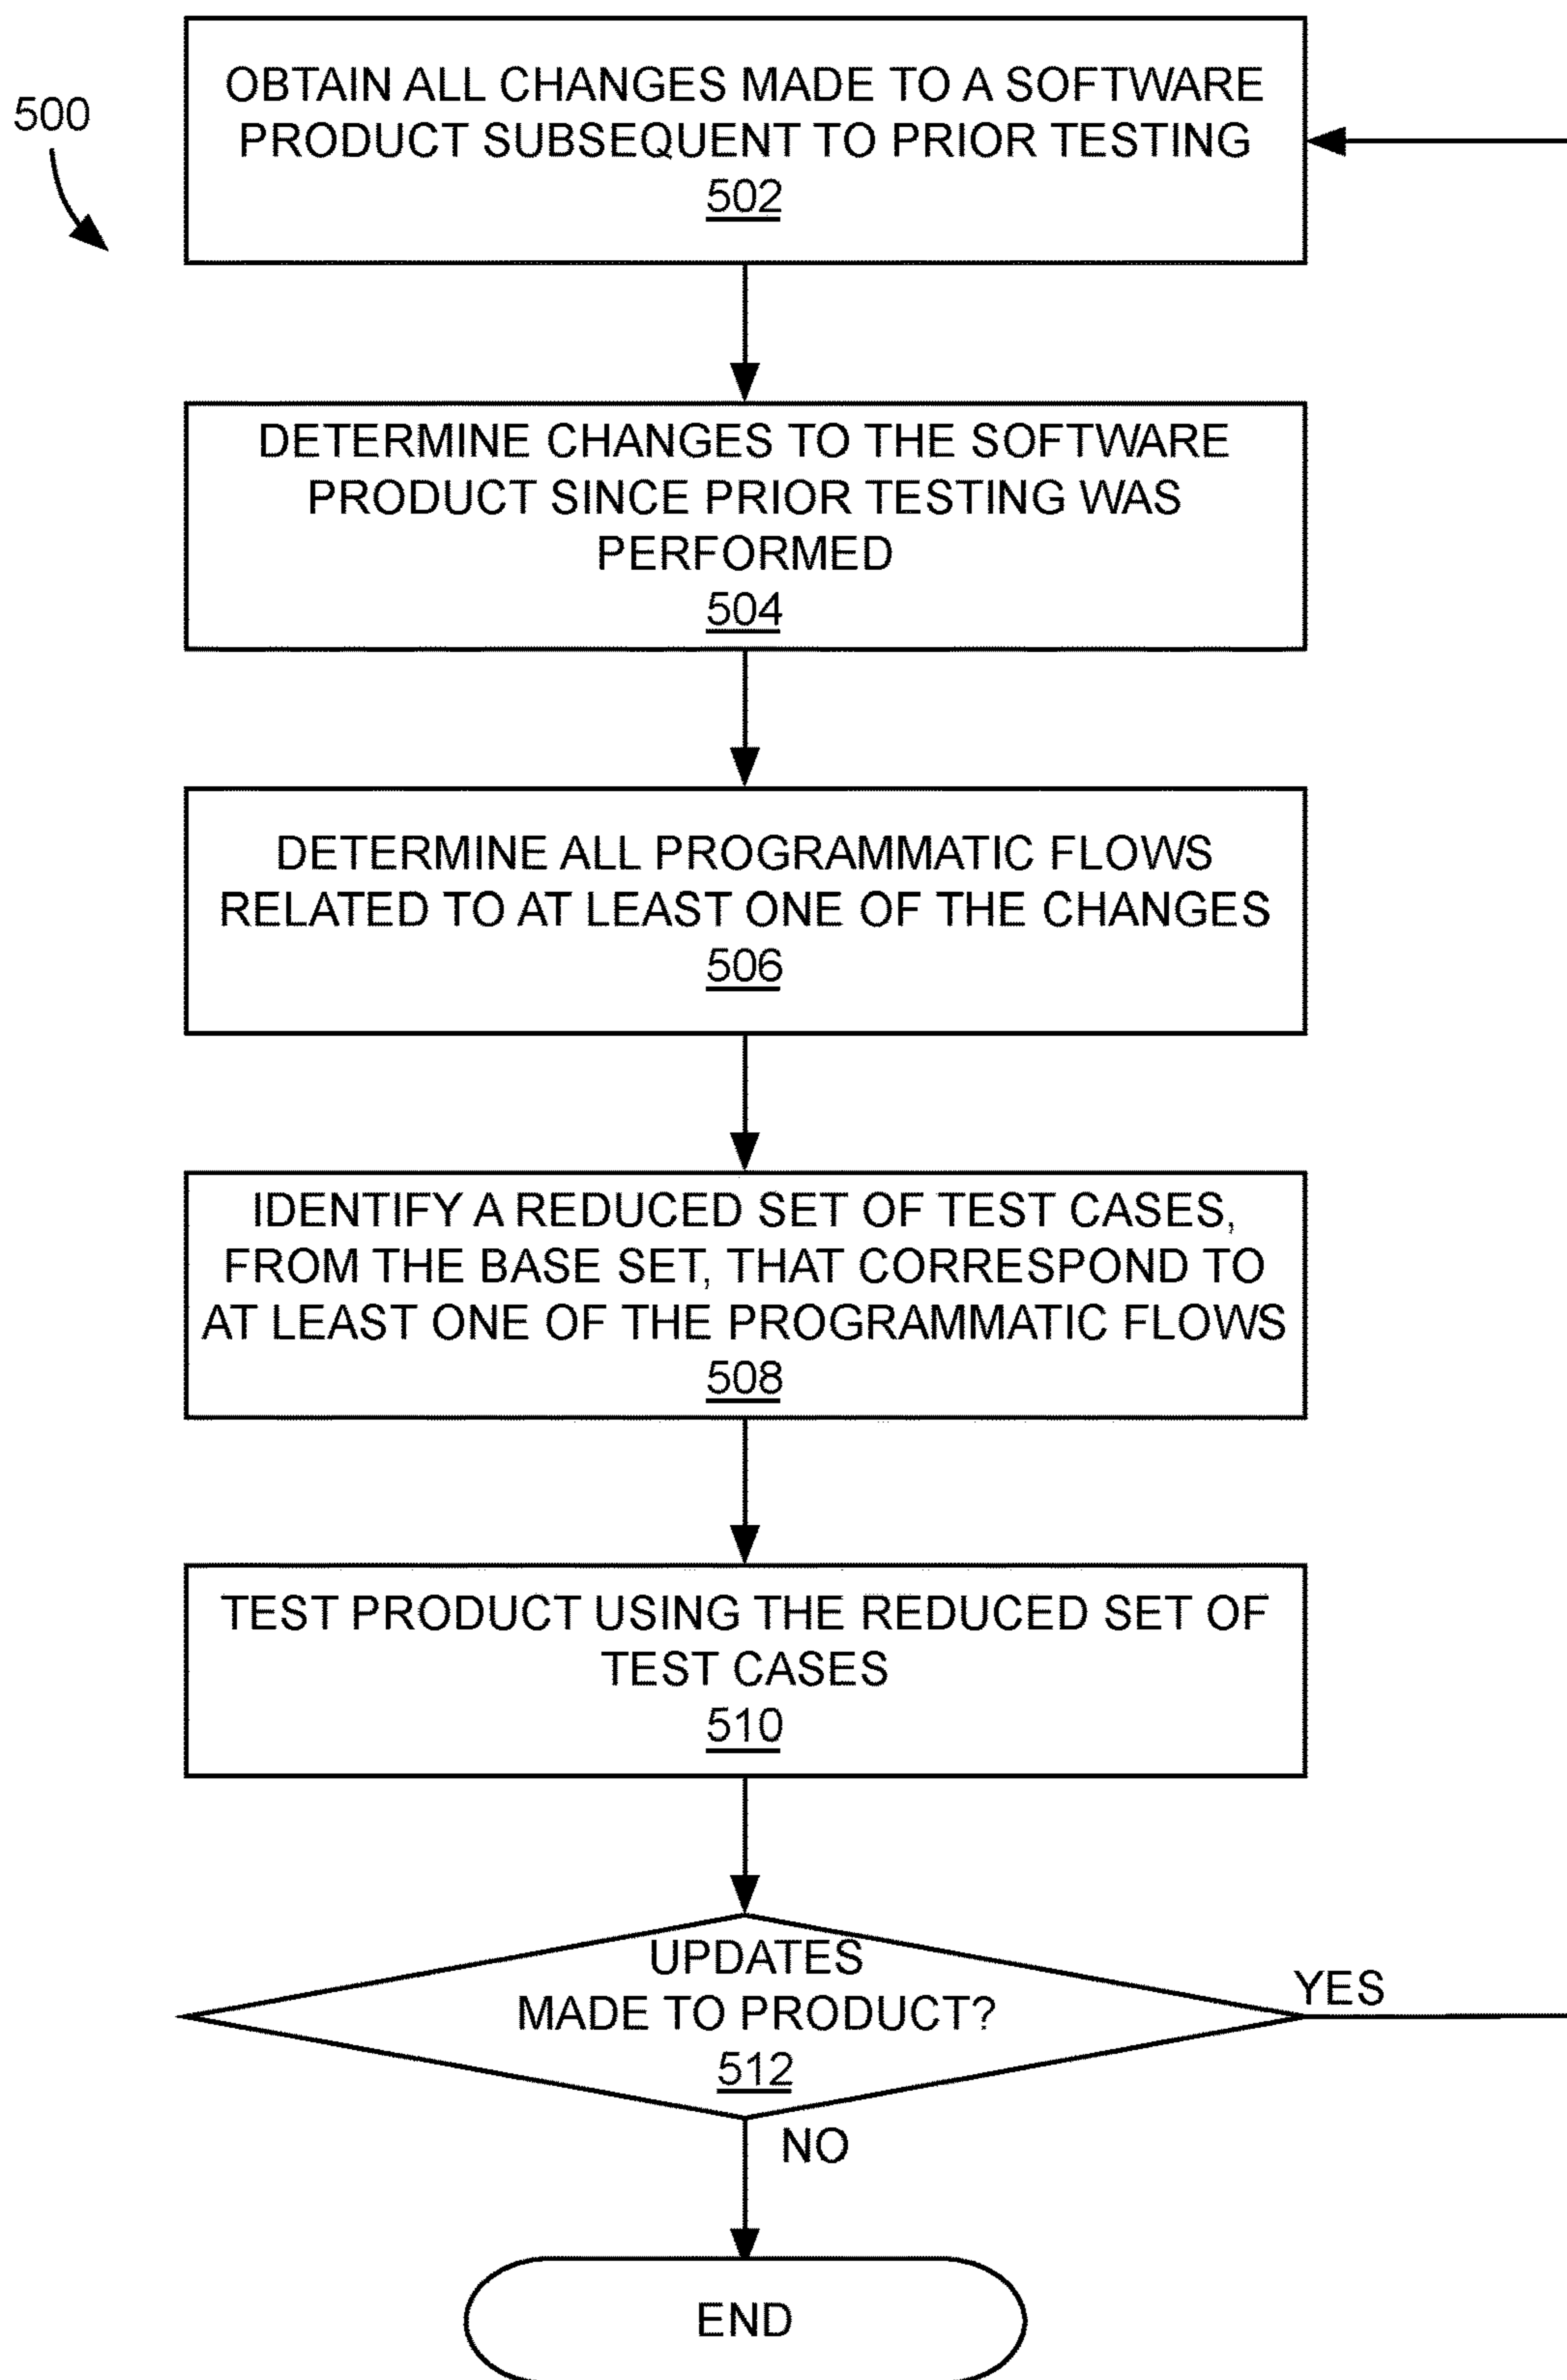 500
OBTAIN ALL CHANGES MADE TO A SOFTWARE
PRODUCT SUBSEQUENT TO PRIOR TESTING
502
DETERMINE CHANGES TO THE SOFTWARE
PRODUCT SINCE PRIOR TESTING WAS
PERFORMED
504
DETERMINE ALL PROGRAMMATIC FLOWS
RELATED TO AT LEAST ONE OF THE CHANGES
506
IDENTIFY A REDUCED SET OF TEST CASES,
FROM THE BASE SET, THAT CORRESPOND TO
AT LEAST ONE OF THE PROGRAMMATIC FLOWS
508
TEST PRODUCT USING THE REDUCED SET OF
TEST CASES
510
UPDATES
MADE TO PRODUCT?
512
YES
NO
END